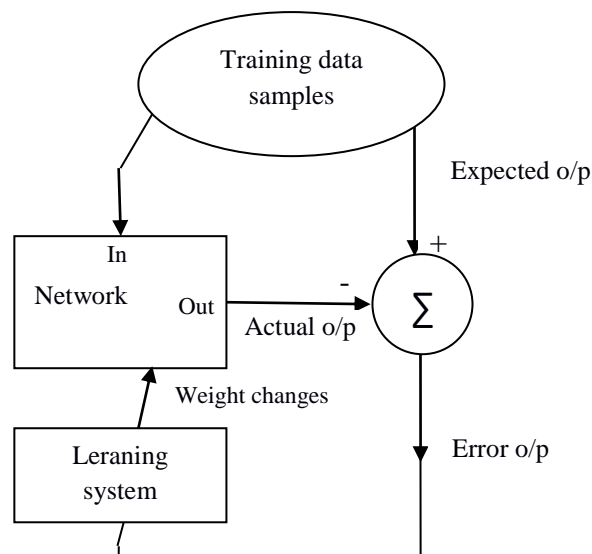 Training data
samples
Expected o/p
+
In
-
Network
Out
∑
Actual o/p
Weight changes
Leraning
system
Error o/p